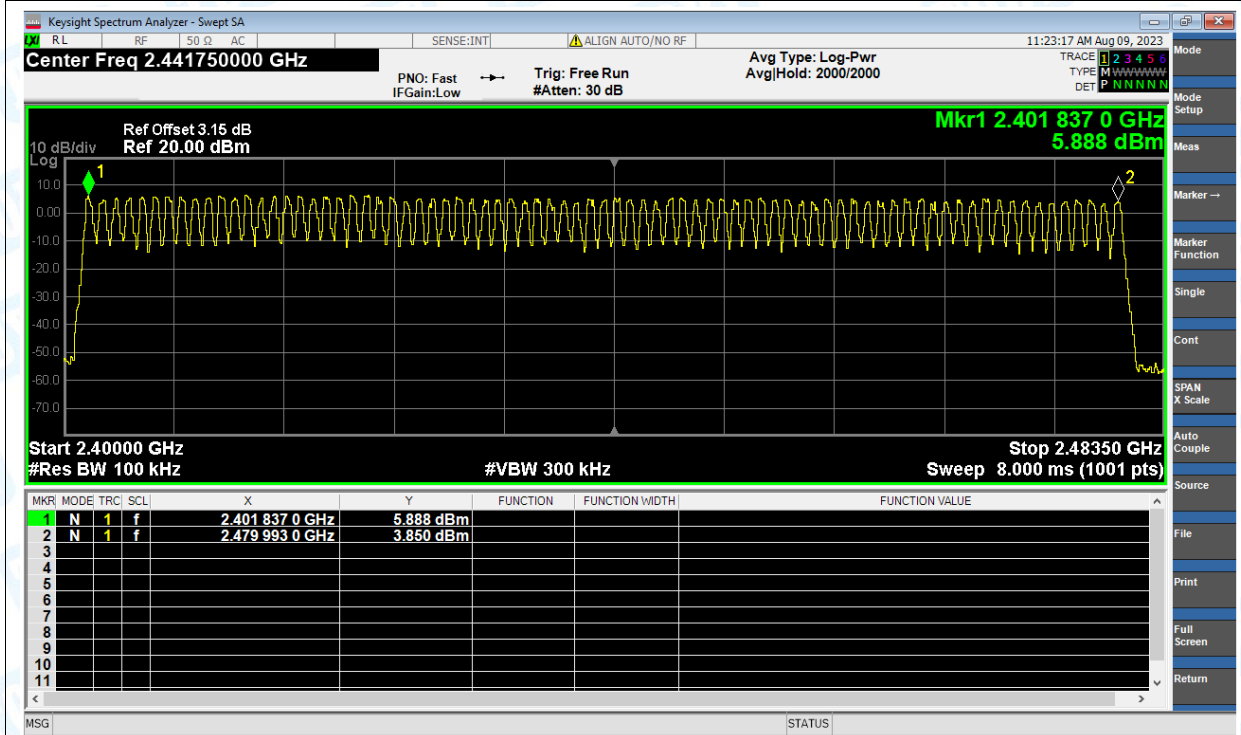 Keysight Spectrum Analyzer - Swept SA
LXI RL RF 50 Ω AC SENSE:INT ALIGN AUTO/NO RF 11:23:17 AM Aug 09, 2023
Center Freq 2.441750000 GHz
PNO: Fast
IFGain:Low
Trig: Free Run
#Atten: 30 dB
Avg Type: Log-Pwr
Avg|Hold: 2000/2000
TRACE 1 2 3 4 5 6
TYPE M WWWWW
DET P N N N N N
Ref Offset 3.15 dB
10 dB/div Ref 20.00 dBm
Log
Mkr1 2.401 837 0 GHz
5.888 dBm
1
2
10.0
0.00
-10.0
-20.0
-30.0
-40.0
-50.0
-60.0
-70.0
Start 2.40000 GHz Stop 2.48350 GHz
#Res BW 100 kHz #VBW 300 kHz Sweep 8.000 ms (1001 pts)
MKR MODE TRC SCL X Y FUNCTION FUNCTION WIDTH FUNCTION VALUE
1 N 1 f 2.401 837 0 GHz 5.888 dBm
2 N 1 f 2.479 993 0 GHz 3.850 dBm
3
4
5
6
7
8
9
10
11
MSG STATUS
Mode
Mode
Setup
Meas
Marker →
Marker
Function
Single
Cont
SPAN
X Scale
Auto
Couple
Source
File
Print
Full
Screen
Return